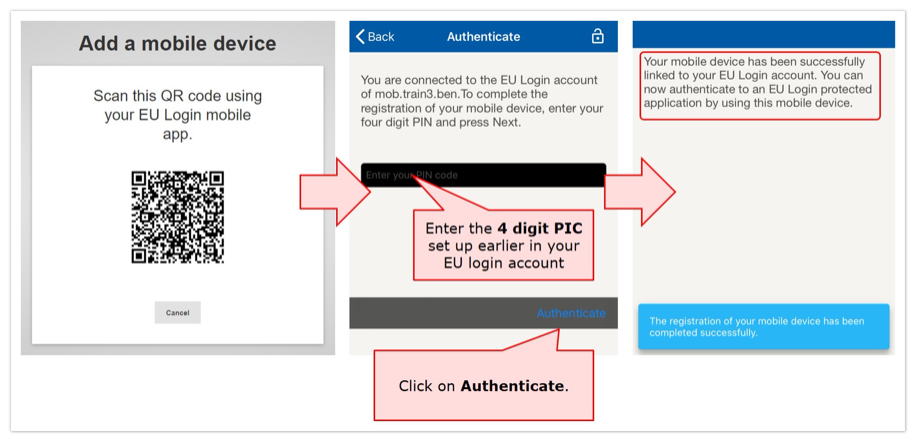 Add a mobile device
Scan this QR code using
your EU Login mobile
app.
Cancel
Back
Authenticate
You are connected to the EU Login account
of mob.train3.ben.To complete the
registration of your mobile device, enter your
four digit PIN and press Next.
Enter your PIN code
Enter the 4 digit PIC
set up earlier in your
EU login account
Authenticate
Click on Authenticate.
Your mobile device has been successfully
linked to your EU Login account. You can
now authenticate to an EU Login protected
application by using this mobile device.
The registration of your mobile device has been
completed successfully.